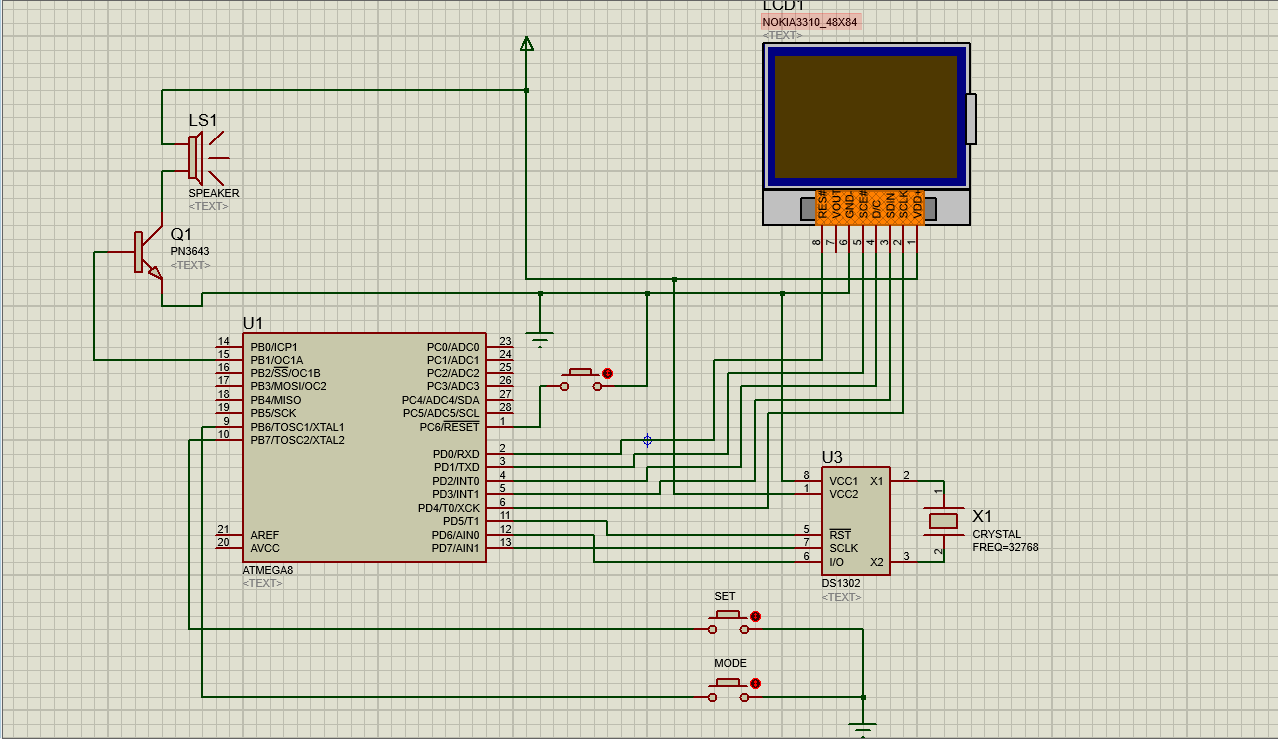 LCD1
NOKIA3310_48X84
<TEXT>
RES#
VOUT
GND-
SCE#
D/C
SDIN
SCLK
VDD+
8
7
6
5
4
3
2
1
LS1
SPEAKER
<TEXT>
Q1
PN3643
<TEXT>
U1
14 PB0/ICP1 PC0/ADC0 23
15 PB1/OC1A PC1/ADC1 24
16 PB2/SS/OC1B PC2/ADC2 25
17 PB3/MOSI/OC2 PC3/ADC3 26
18 PB4/MISO PC4/ADC4/SDA 27
19 PB5/SCK PC5/ADC5/SCL 28
9 PB6/TOSC1/XTAL1 PC6/RESET 1
10 PB7/TOSC2/XTAL2
PD0/RXD 2
PD1/TXD 3
PD2/INT0 4
PD3/INT1 5
PD4/T0/XCK 6
PD5/T1 11
21 AREF PD6/AIN0 12
20 AVCC PD7/AIN1 13
ATMEGA8
<TEXT>
U3
8 VCC1 X1 2
1 VCC2
5 RST
7 SCLK
6 I/O X2 3
DS1302
<TEXT>
1
2
X1
CRYSTAL
FREQ=32768
SET
MODE